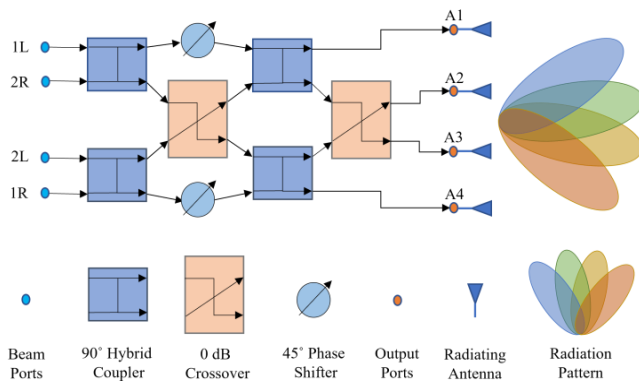 A1
1L
2R
A2
A3
2L
1R
A4
Beam Ports
90° Hybrid Coupler
0 dB Crossover
45° Phase Shifter
Output Ports
Radiating Antenna
Radiation Pattern